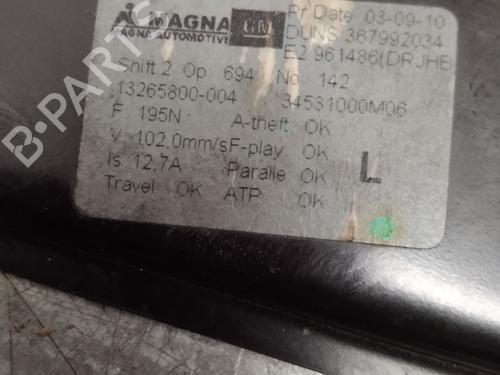 MAGNA GM Pr Date 03-09-10
MAGNA AUTOMOTIVE DUNS 367992034
E2 961486(DRJHB
Shift 2 Op 694 No 142
13265800-004 34531000M06
F 195N A-theft OK
V 102,0mm/s F-play OK
Is 12,7A Paralle OK L
Travel OK ATP OK